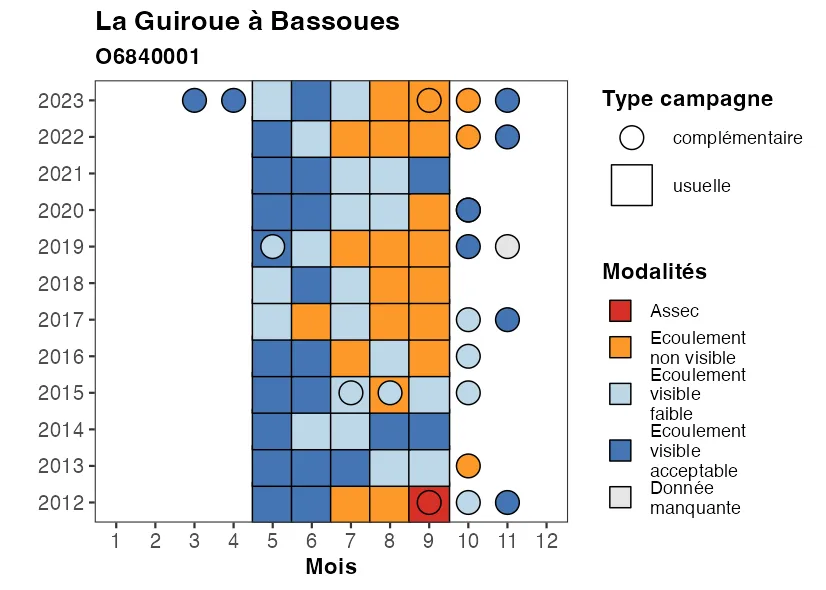 La Guiroue à Bassoues
O6840001
2023
2022
2021
2020
2019
2018
2017
2016
2015
2014
2013
2012
1 2 3 4 5 6 7 8 9 10 11 12
Mois
Type campagne
complémentaire
usuelle
Modalités
Assec
Ecoulement
non visible
Ecoulement
visible
faible
Ecoulement
visible
acceptable
Donnée
manquante